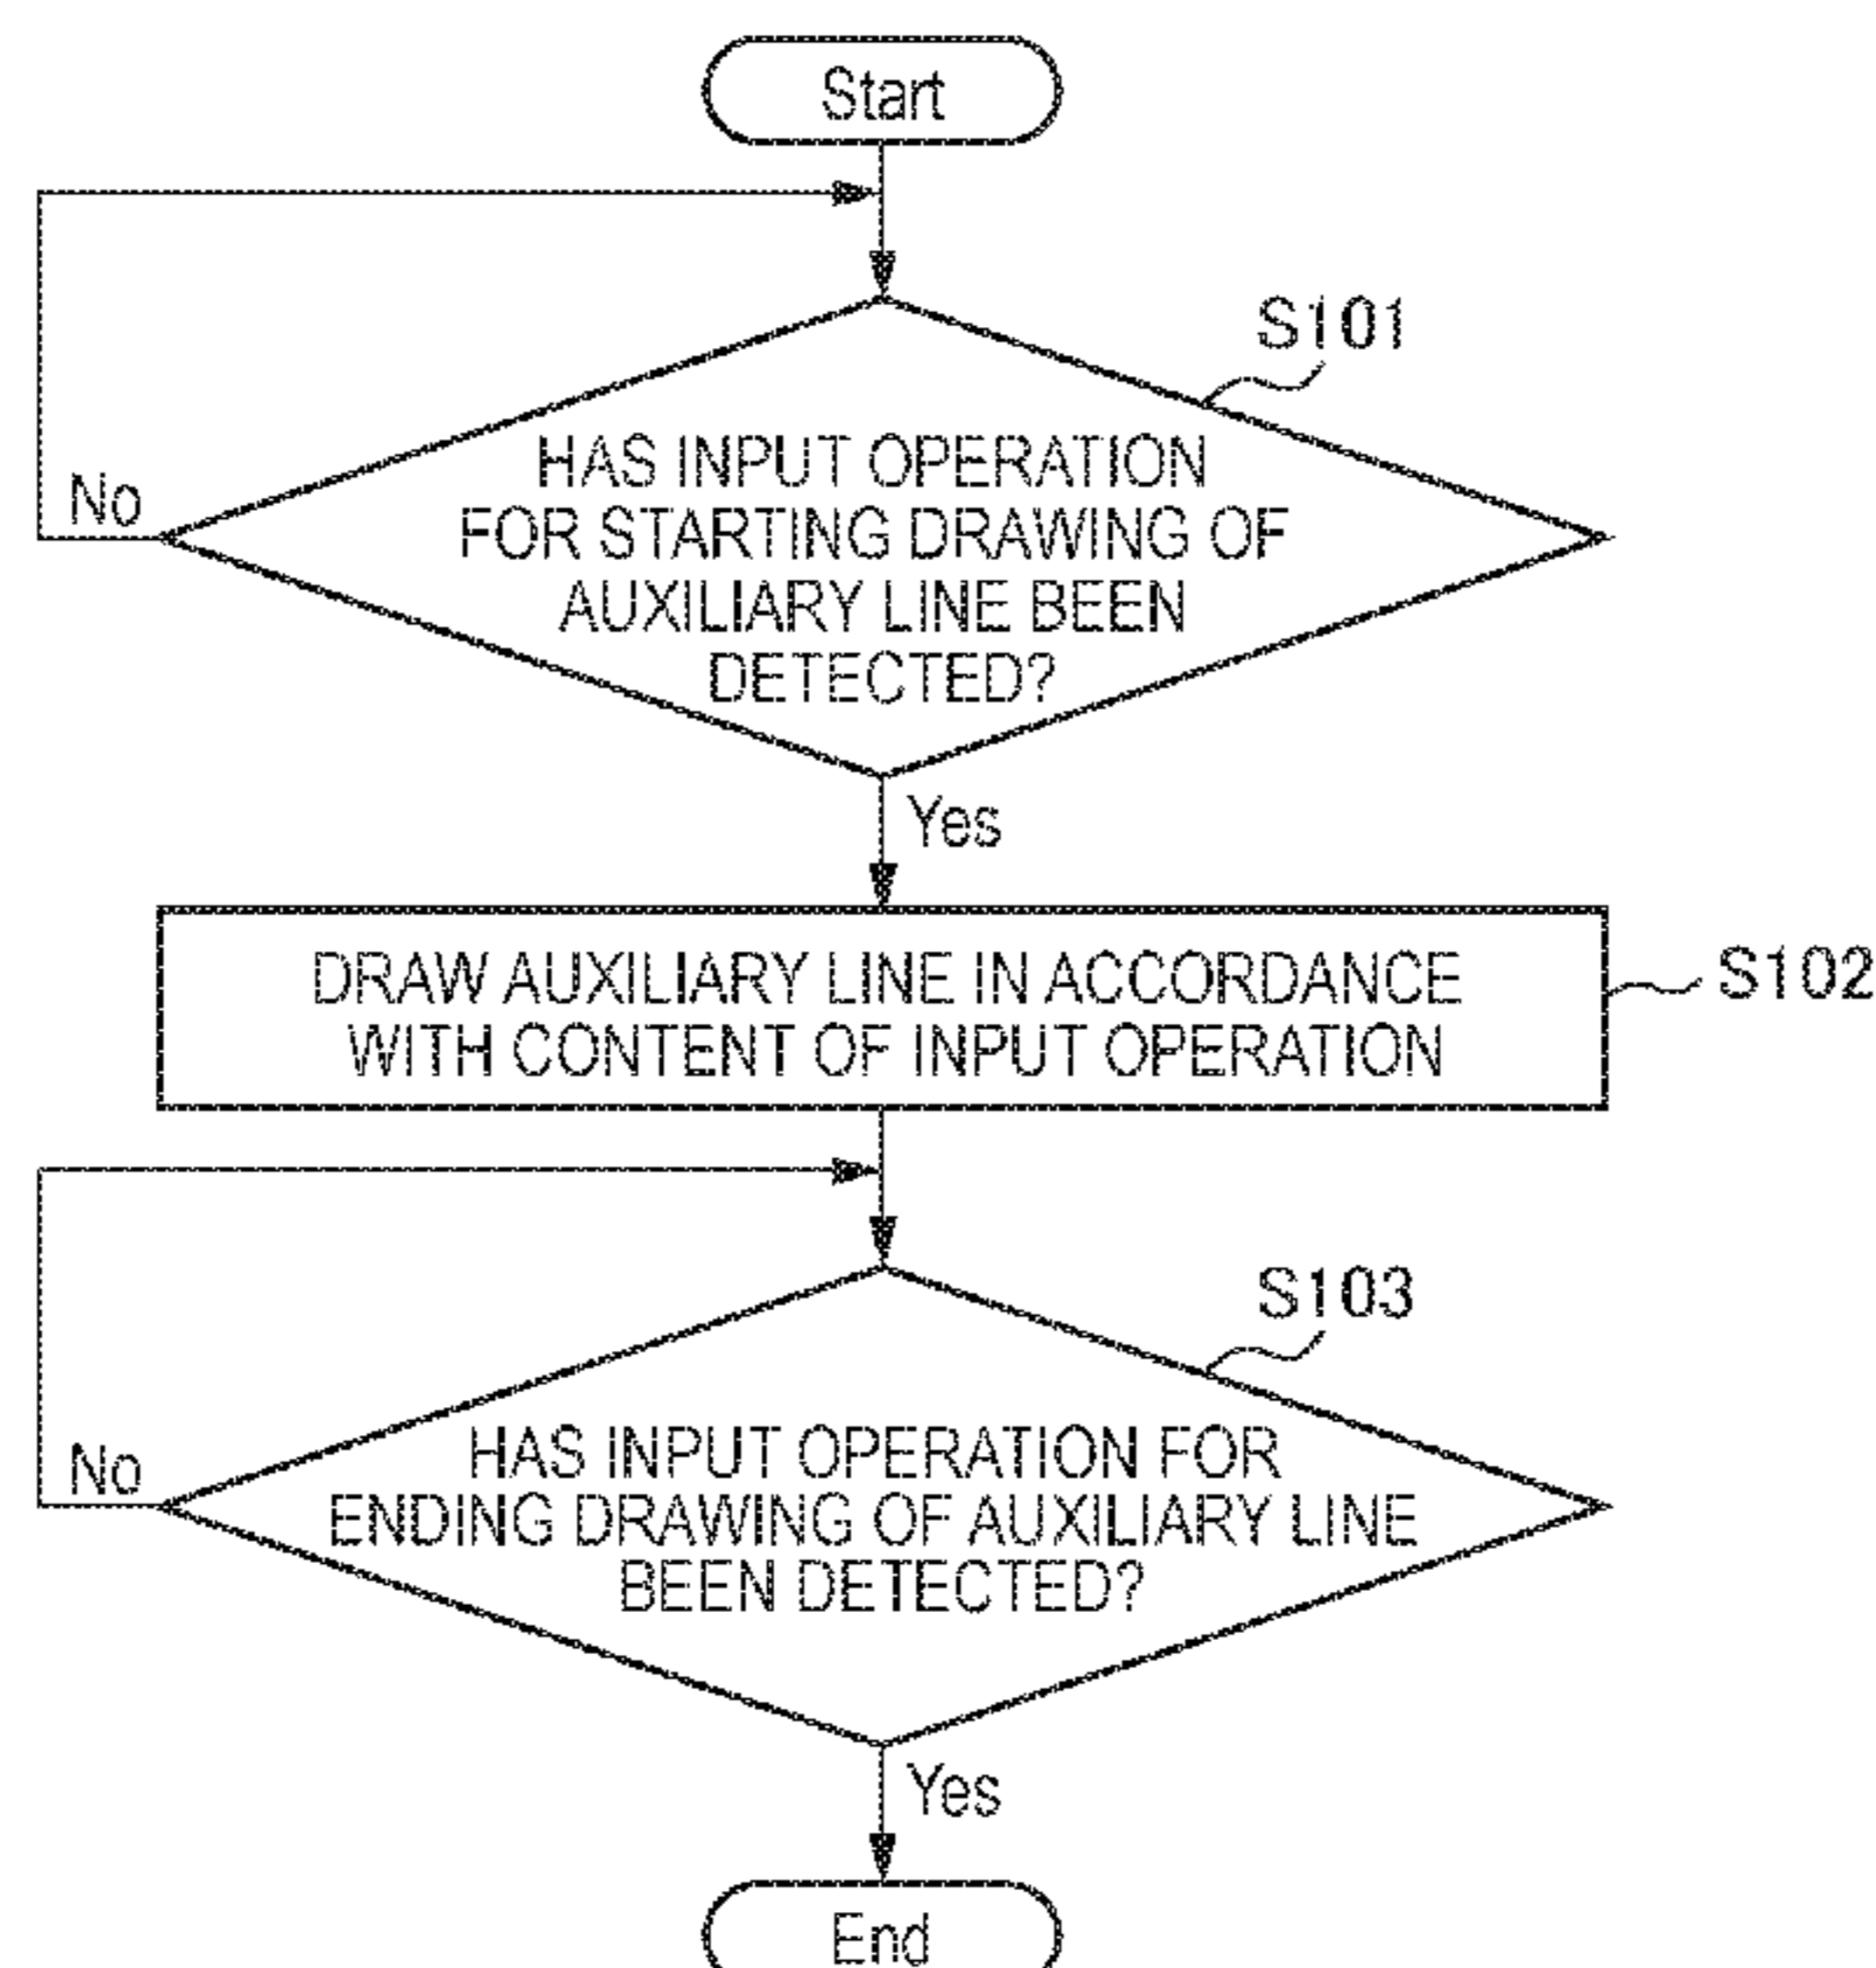 Start
S101
HAS INPUT OPERATION
FOR STARTING DRAWING OF
AUXILIARY LINE BEEN
DETECTED?
No
Yes
DRAW AUXILIARY LINE IN ACCORDANCE
WITH CONTENT OF INPUT OPERATION
S102
S103
HAS INPUT OPERATION FOR
ENDING DRAWING OF AUXILIARY LINE
BEEN DETECTED?
No
Yes
End